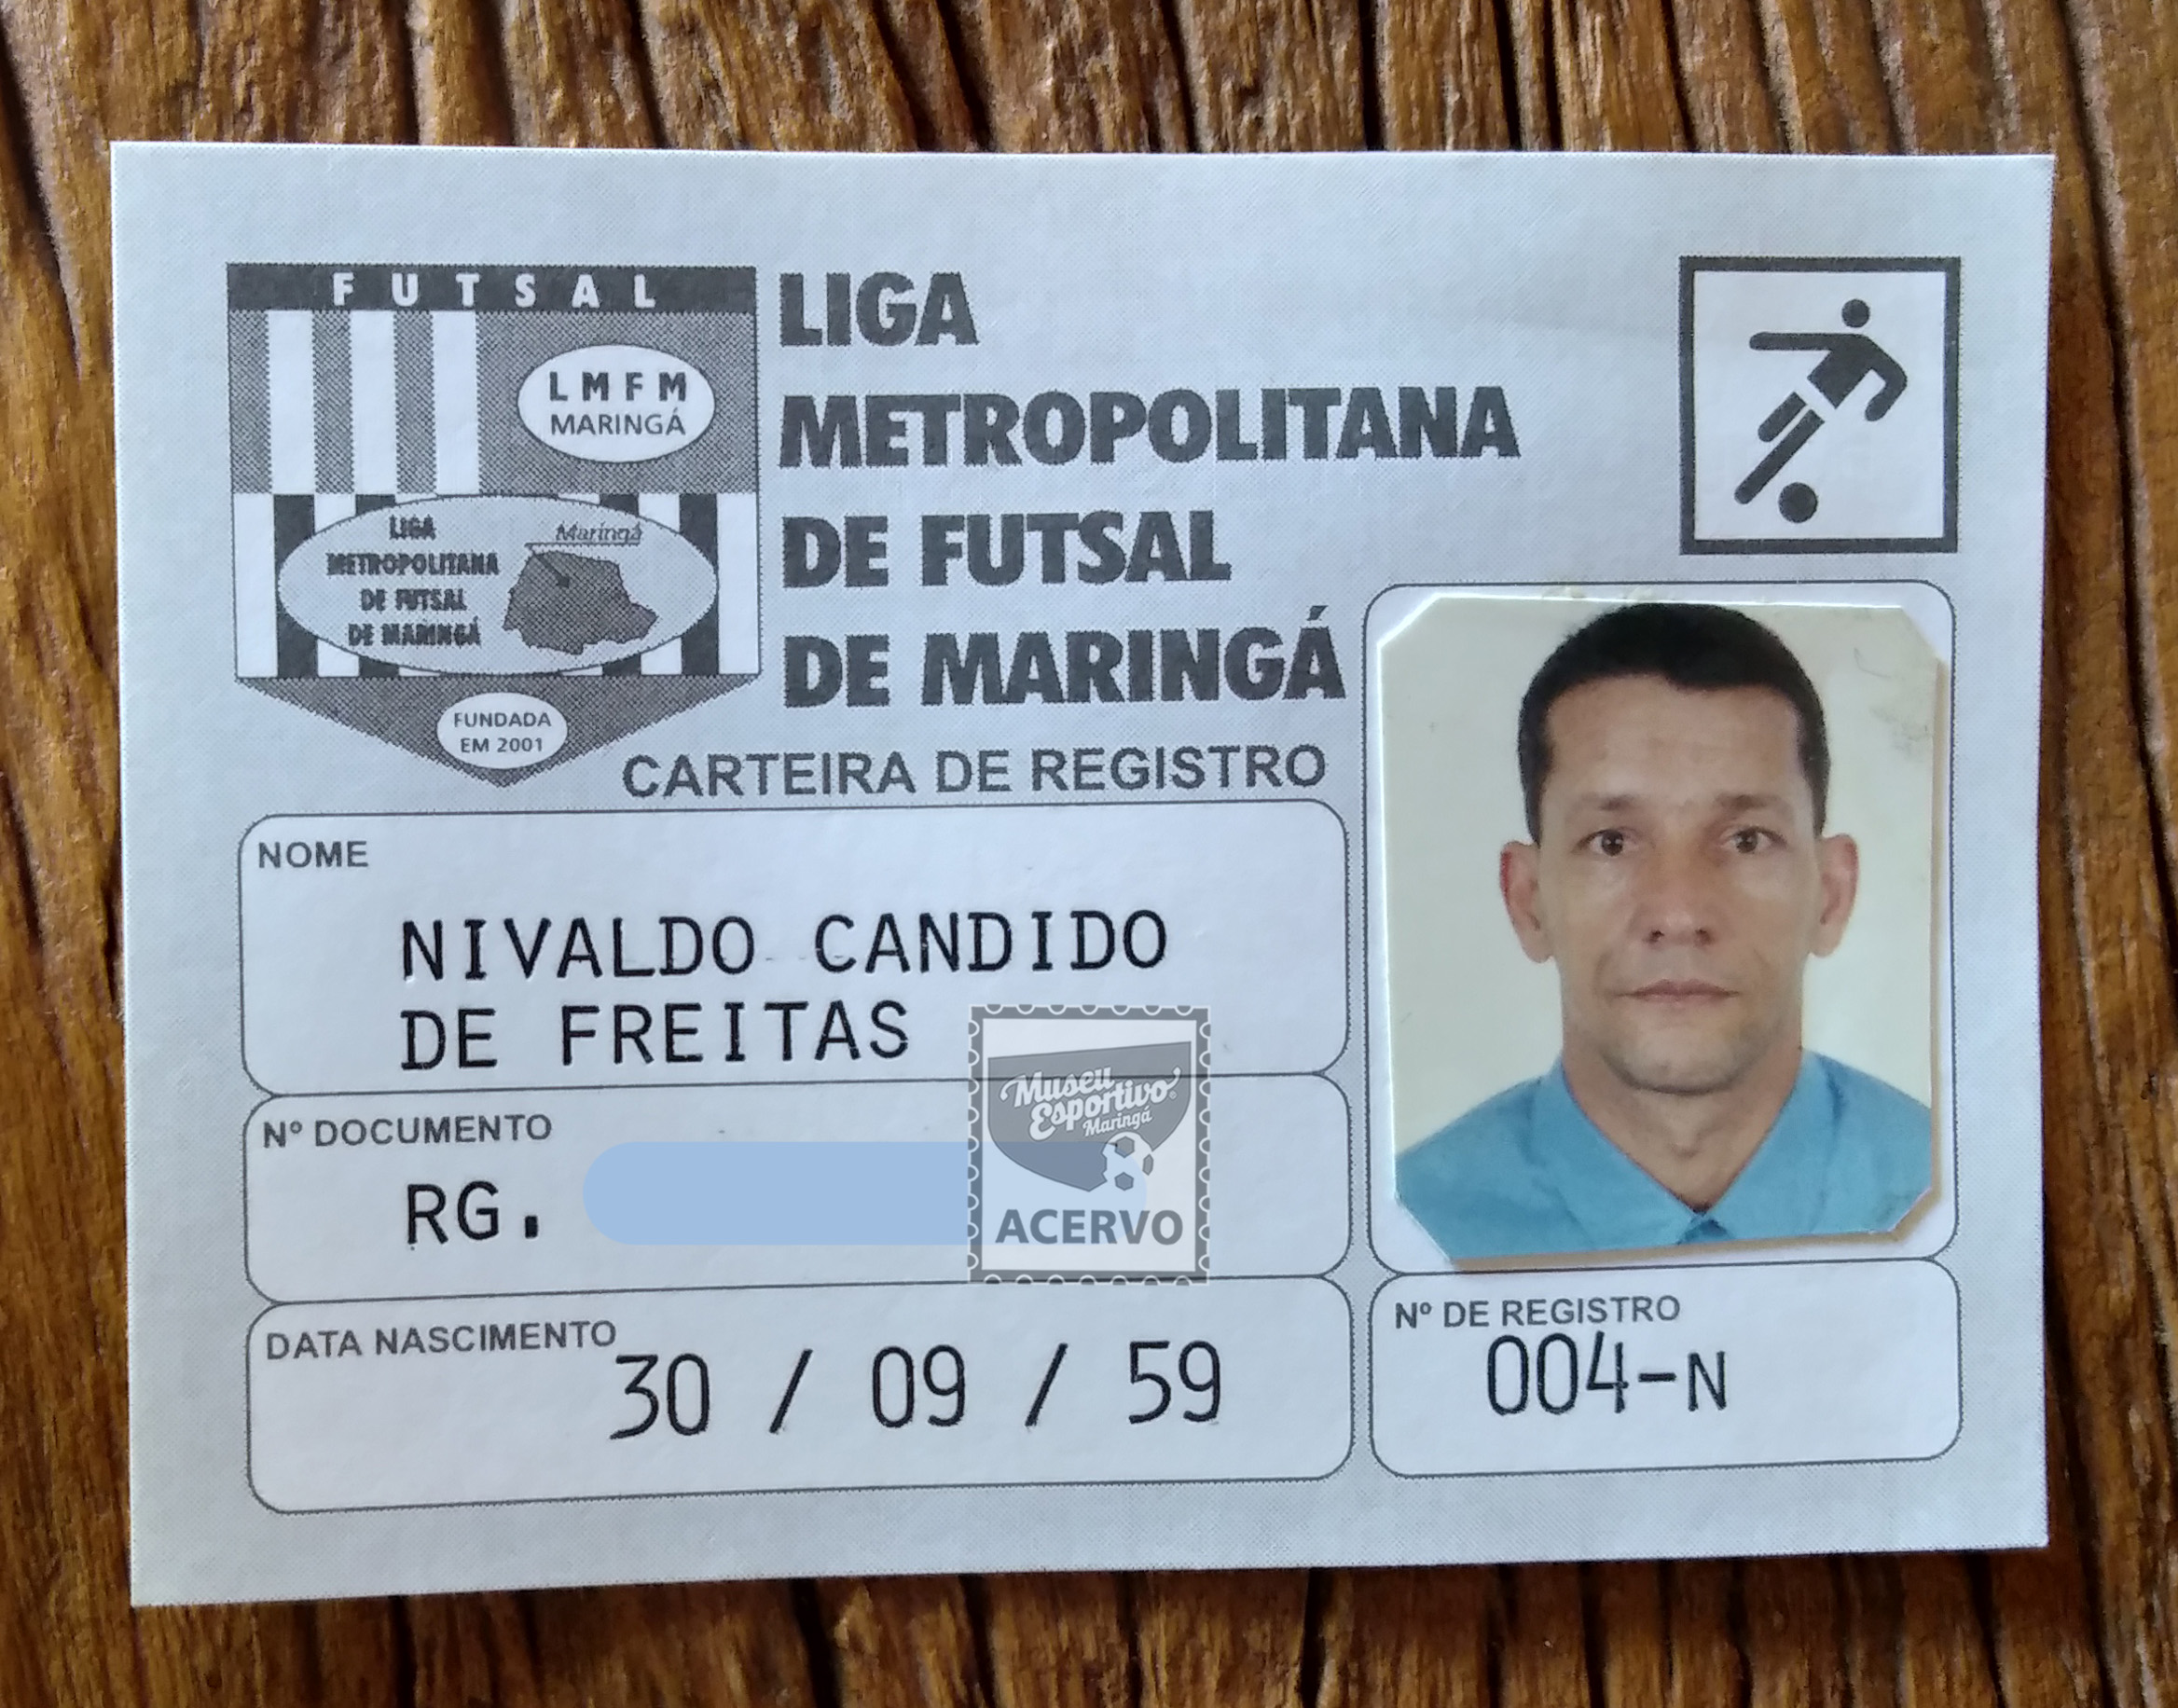 FUTSAL
LMFM
MARINGÁ
LIGA
METROPOLITANA
DE FUTSAL
DE MARINGÁ
Maringá
FUNDADA
EM 2001
LIGA
METROPOLITANA
DE FUTSAL
DE MARINGÁ
CARTEIRA DE REGISTRO
NOME
NIVALDO CANDIDO
DE FREITAS
Nº DOCUMENTO
RG.
Museu
Esportivo
Maringá
ACERVO
DATA NASCIMENTO
30 / 09 / 59
Nº DE REGISTRO
004-N